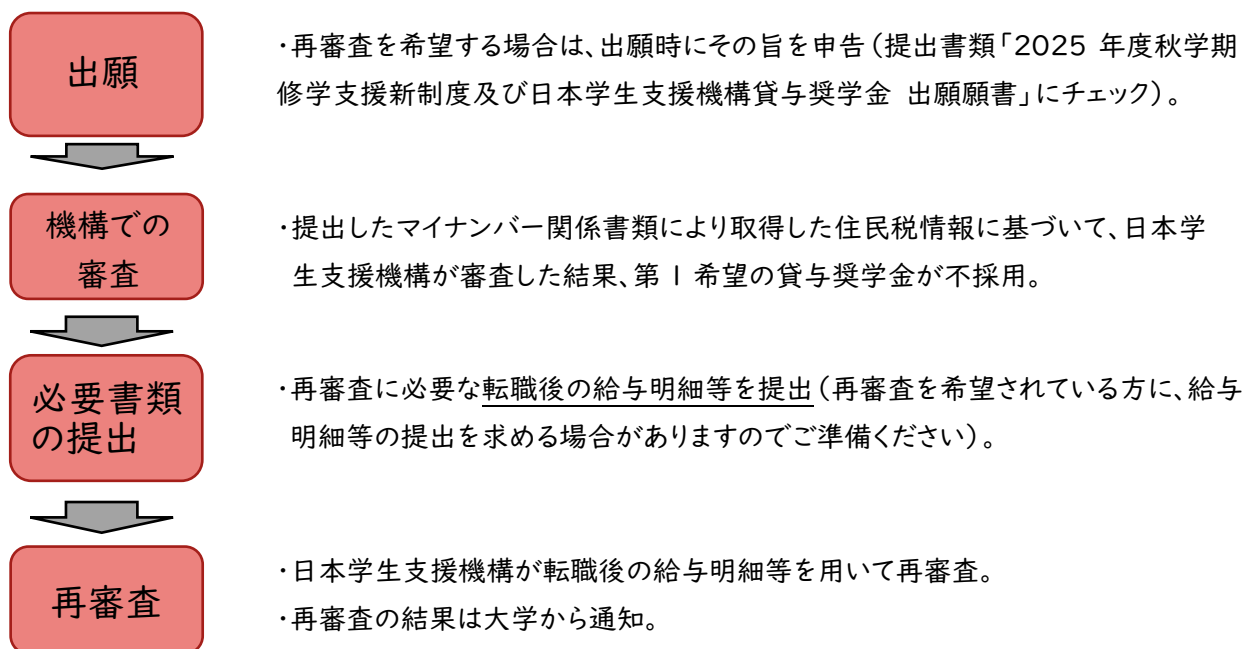 出願
・再審査を希望する場合は、出願時にその旨を申告(提出書類「2025 年度秋学期
修学支援新制度及び日本学生支援機構貸与奨学金 出願願書」にチェック)。
機構での
審査
・提出したマイナンバー関係書類により取得した住民税情報に基づいて、日本学
生支援機構が審査した結果、第1希望の貸与奨学金が不採用。
必要書類
の提出
・再審査に必要な転職後の給与明細等を提出(再審査を希望されている方に、給与
明細等の提出を求める場合がありますのでご準備ください)。
再審査
・日本学生支援機構が転職後の給与明細等を用いて再審査。
・再審査の結果は大学から通知。